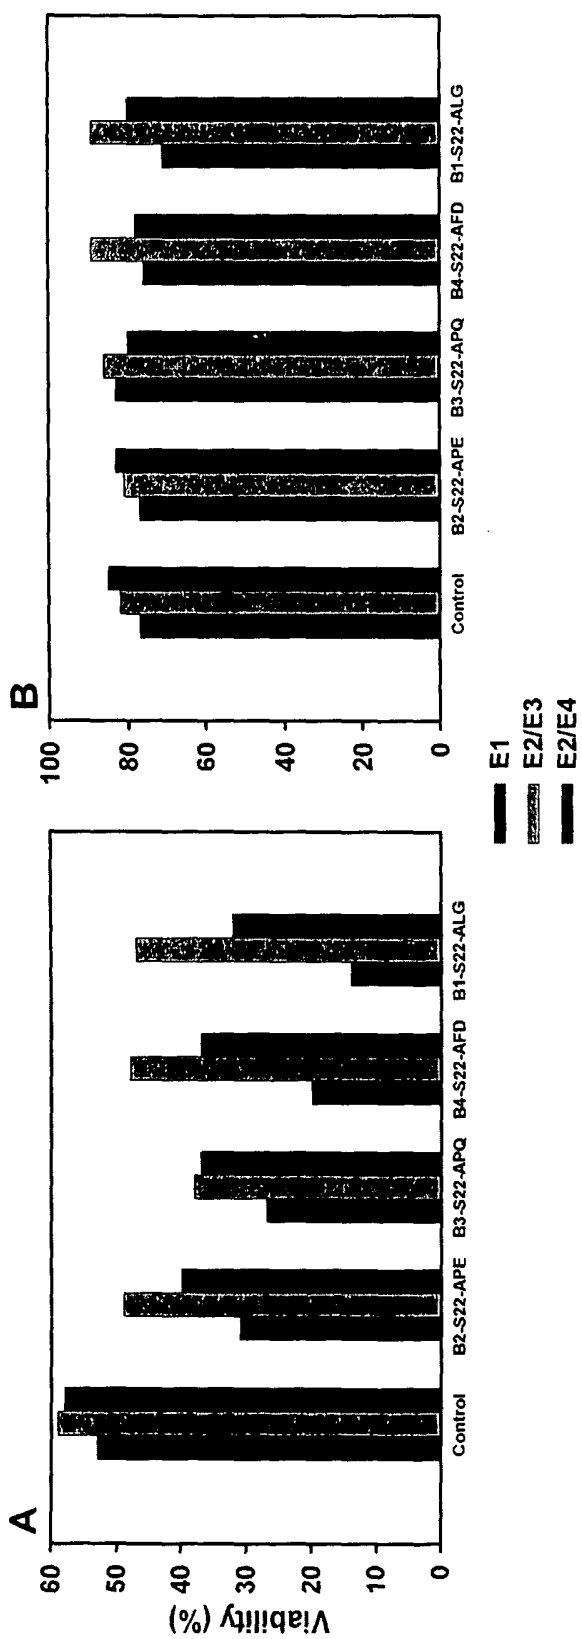 A
Viability (%)
60
50
40
30
20
10
0
Control
B2-S22-APE
B3-S22-APQ
B4-S22-AFD
B1-S22-ALG
B
100
80
60
40
20
0
Control
B2-S22-APE
B3-S22-APQ
B4-S22-AFD
B1-S22-ALG
E1
E2/E3
E2/E4